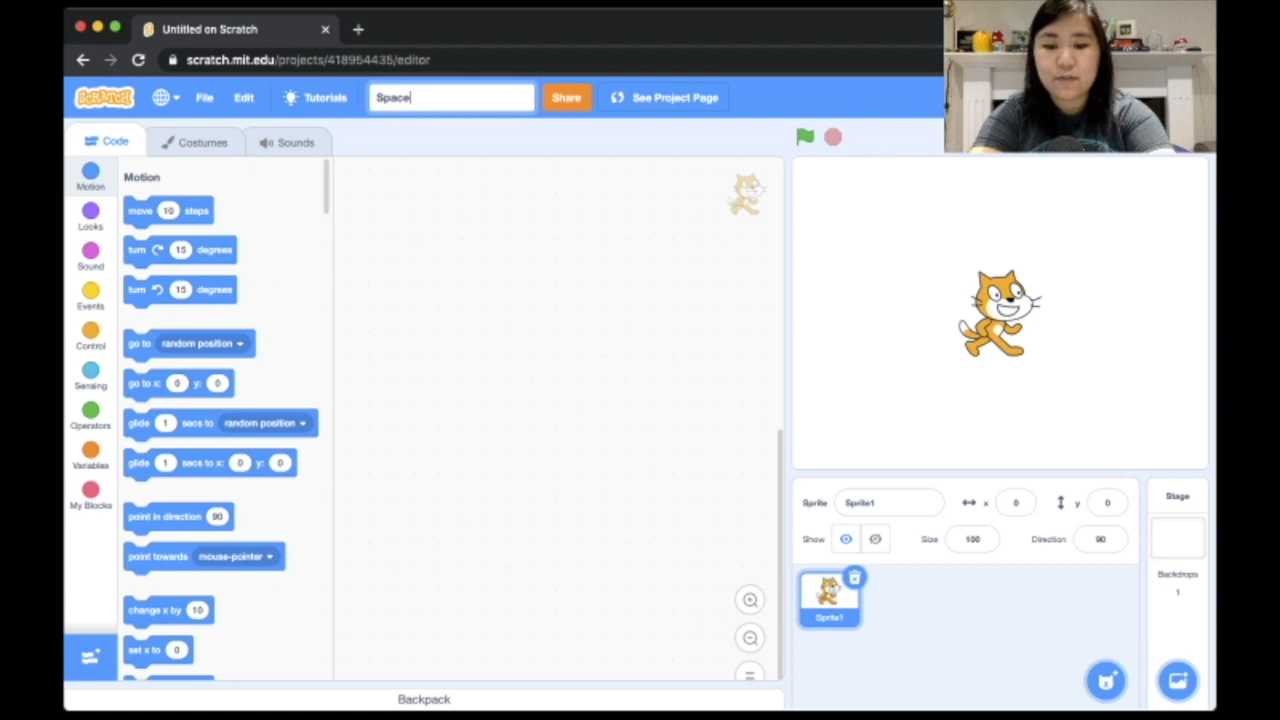 Untitled on Scratch
scratch.mit.edu/projects/418954435/editor
SCRATCH
File
Edit
Tutorials
Space
Share
See Project Page
Code
Costumes
Sounds
Motion
Looks
Sound
Events
Control
Sensing
Operators
Variables
My Blocks
Motion
move 10 steps
turn 15 degrees
turn 15 degrees
go to random position
go to x: 0 y: 0
glide 1 secs to random position
glide 1 secs to x: 0 y: 0
point in direction 90
point towards mouse-pointer
change x by 10
set x to 0
Backpack
Sprite Sprite1 x 0 y 0
Show Size 100 Direction 90
Sprite1
Stage
Backdrops
1